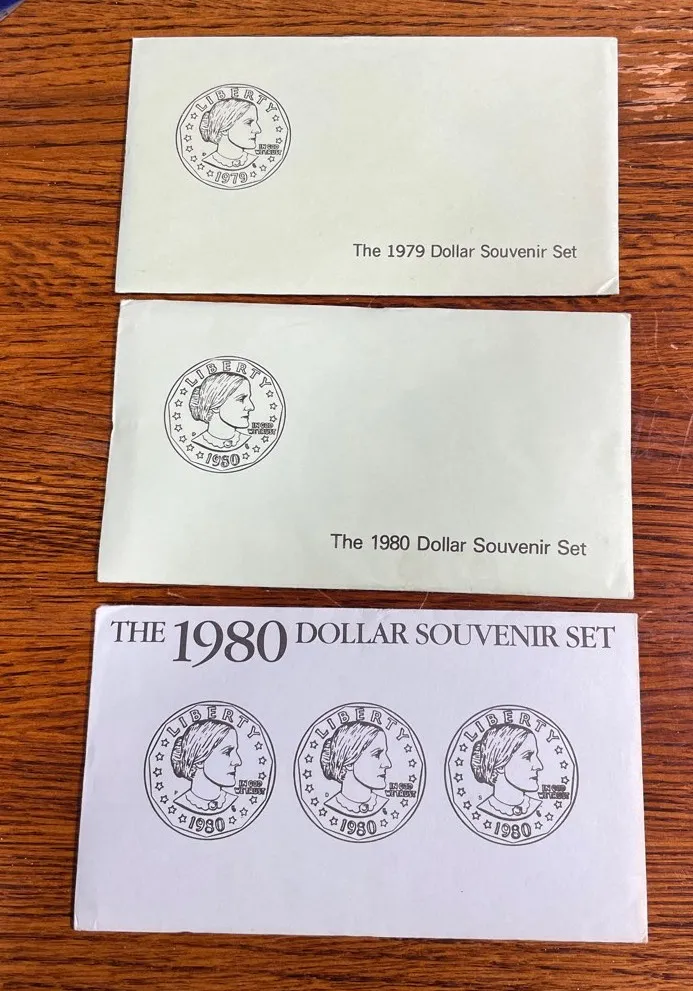 LIBERTY
IN GOD
WE TRUST
1979
The 1979 Dollar Souvenir Set
LIBERTY
IN GOD
WE TRUST
1980
The 1980 Dollar Souvenir Set
THE 1980 DOLLAR SOUVENIR SET
LIBERTY LIBERTY LIBERTY
IN GOD IN GOD IN GOD
WE TRUST WE TRUST WE TRUST
1980 1980 1980